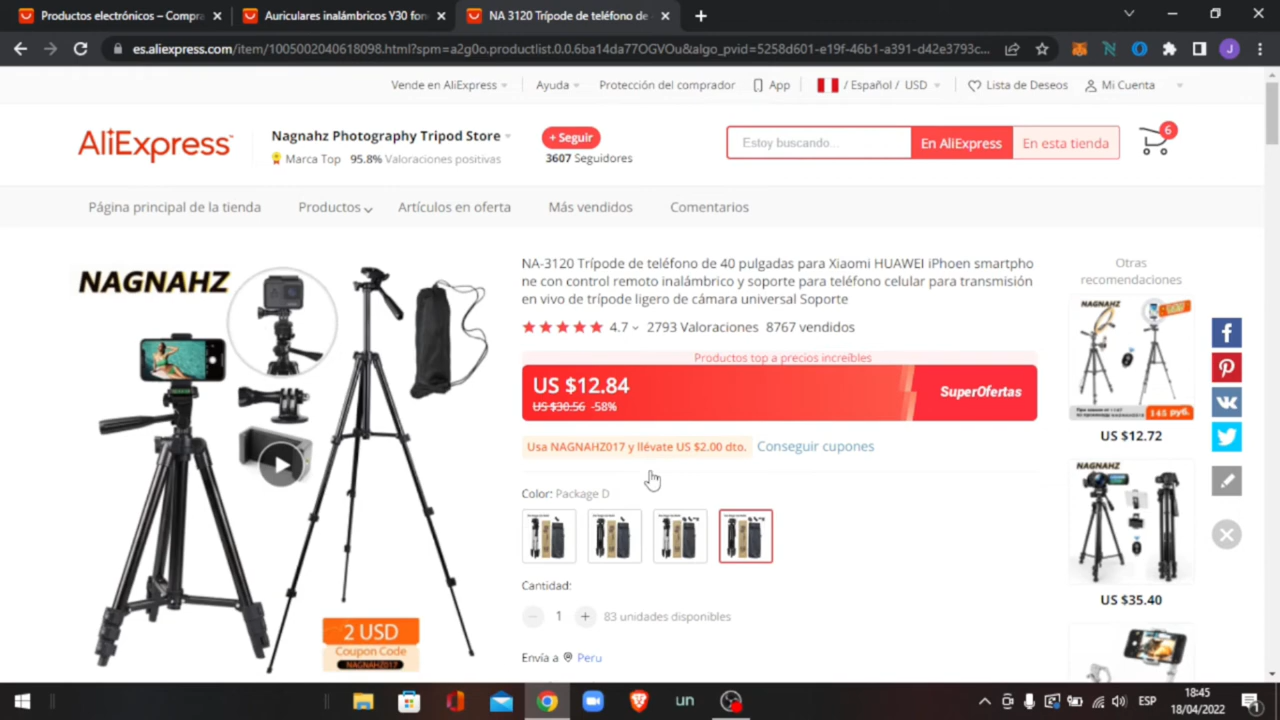 Productos electrónicos – Compra
Auriculares inalámbricos Y30 fon
NA 3120 Trípode de teléfono de
es.aliexpress.com/item/1005002040618098.html?spm=a2g0o.productlist.0.0.6ba14da77OGVOu&algo_pvid=5258d601-e19f-46b1-a391-d42e3793c...
J
Vende en AliExpress
Ayuda
Protección del comprador
App
/ Español / USD
Lista de Deseos
Mi Cuenta
AliExpress
Nagnahz Photography Tripod Store
Marca Top 95.8% Valoraciones positivas
+ Seguir
3607 Seguidores
Estoy buscando...
En AliExpress
En esta tienda
6
Página principal de la tienda
Productos
Artículos en oferta
Más vendidos
Comentarios
NAGNAHZ
2 USD
Coupon Code
NAGNAHZ017
NA-3120 Trípode de teléfono de 40 pulgadas para Xiaomi HUAWEI iPhoen smartpho
ne con control remoto inalámbrico y soporte para teléfono celular para transmisión
en vivo de trípode ligero de cámara universal Soporte
4.7 2793 Valoraciones 8767 vendidos
Productos top a precios increíbles
US $12.84
US $30.56 -58%
SuperOfertas
Usa NAGNAHZ017 y llévate US $2.00 dto.
Conseguir cupones
Color: Package D
Cantidad:
1
83 unidades disponibles
Envía a Peru
Otras
recomendaciones
NAGNAHZ
145 руб.
US $12.72
NAGNAHZ
US $35.40
un
ESP
18:45
18/04/2022
1